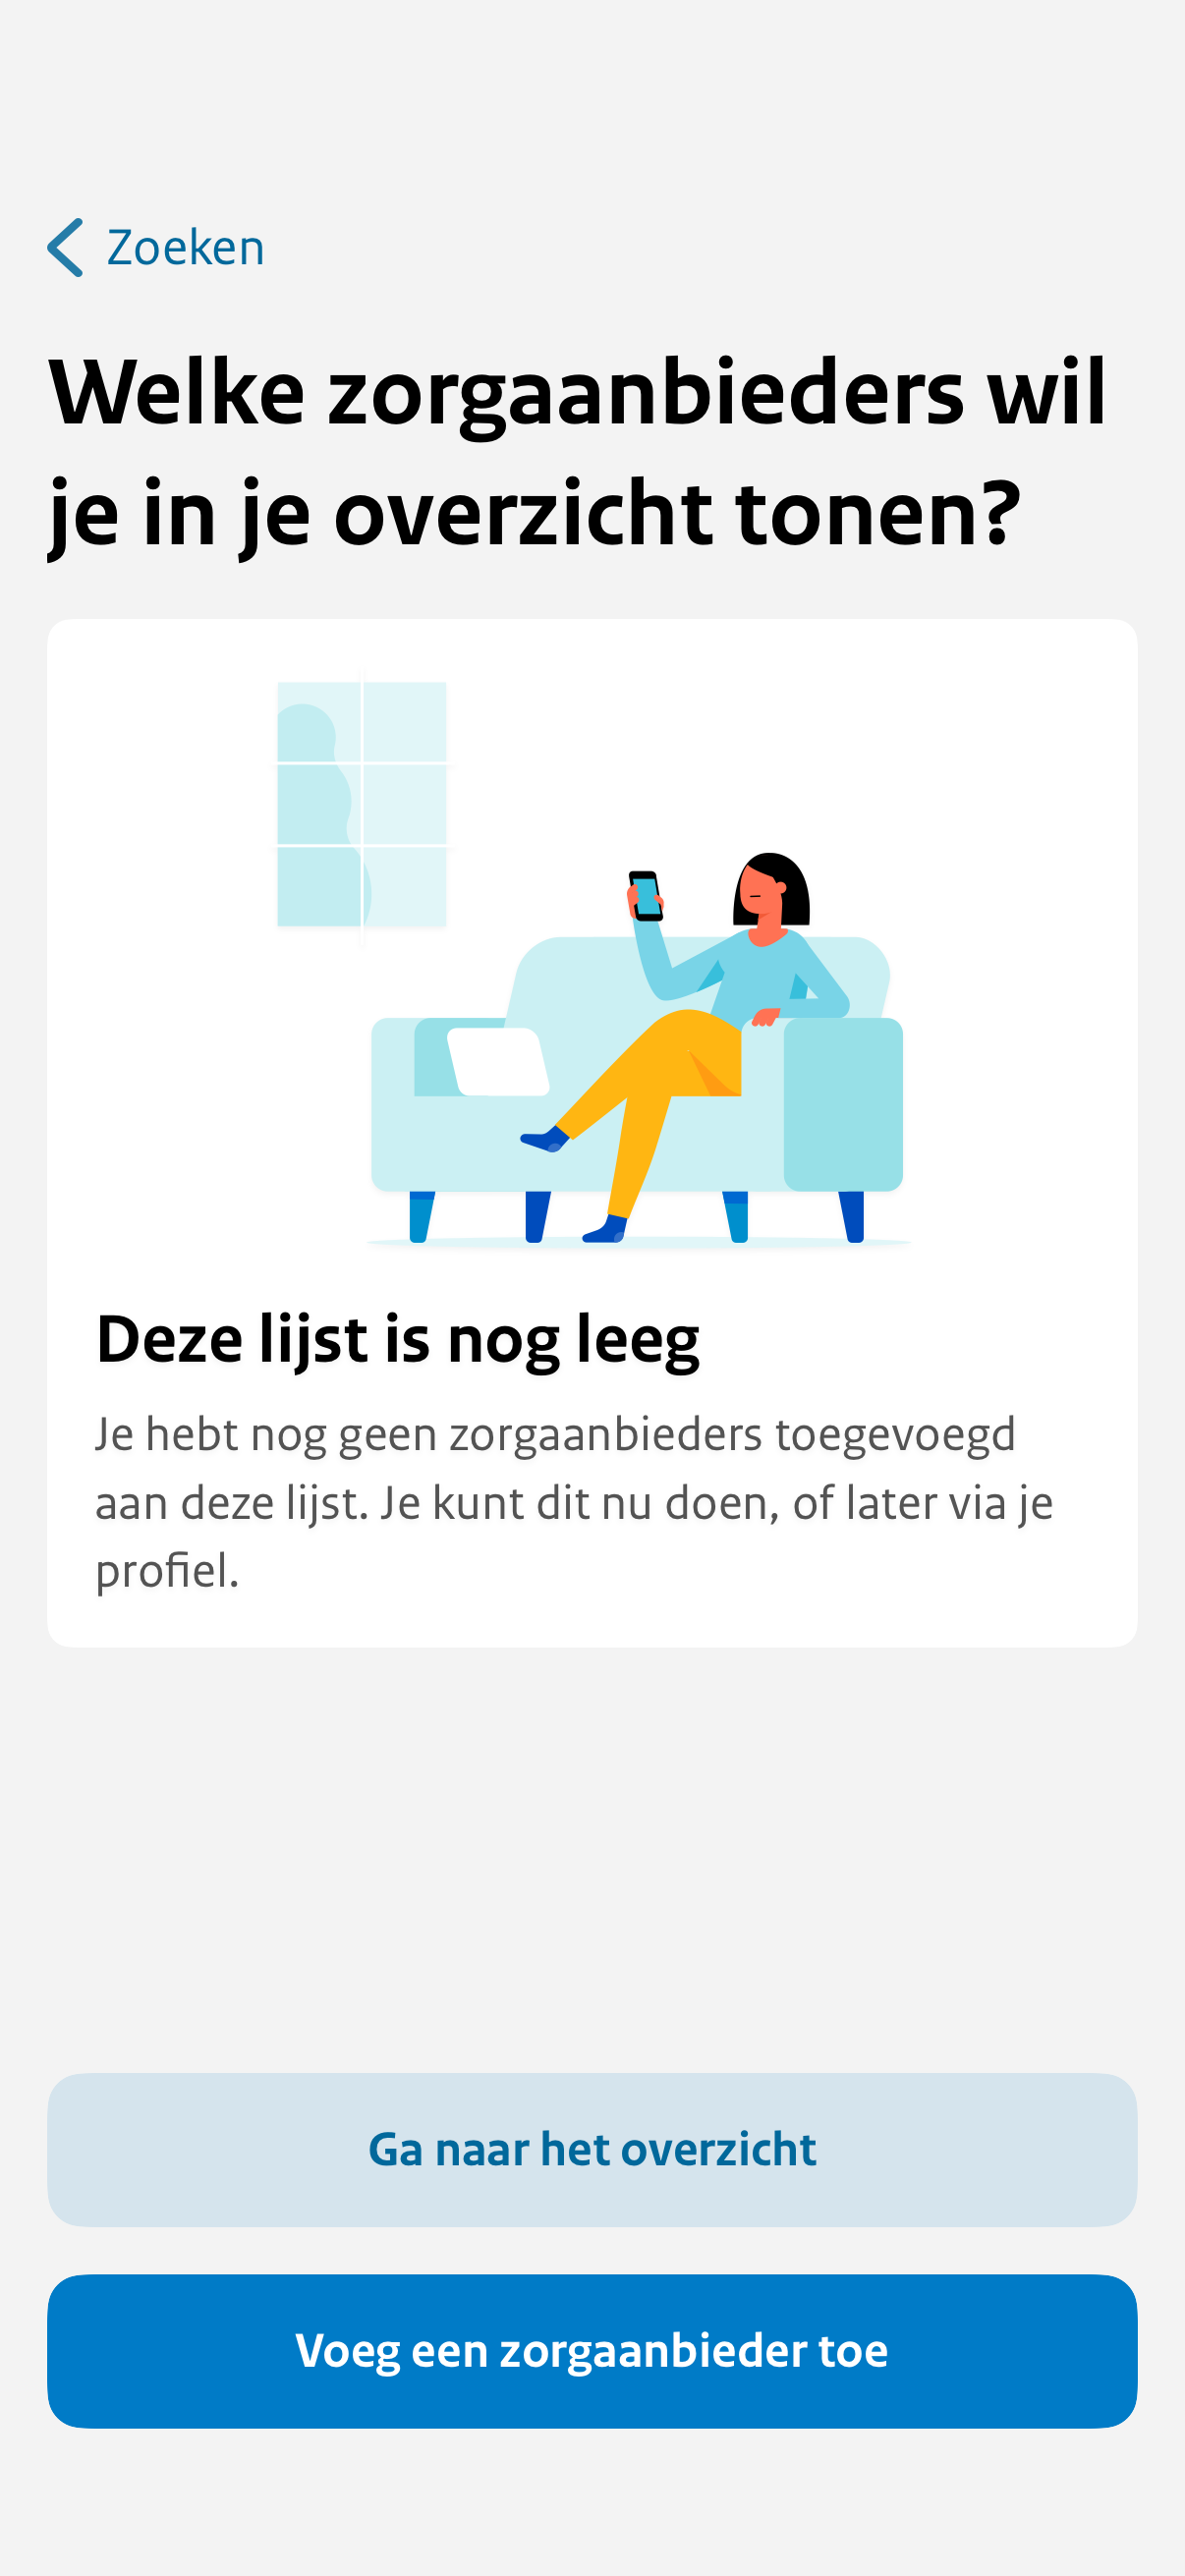 Zoeken
Welke zorgaanbieders wil
je in je overzicht tonen?
Deze lijst is nog leeg
Je hebt nog geen zorgaanbieders toegevoegd
aan deze lijst. Je kunt dit nu doen, of later via je
profiel.
Ga naar het overzicht
Voeg een zorgaanbieder toe